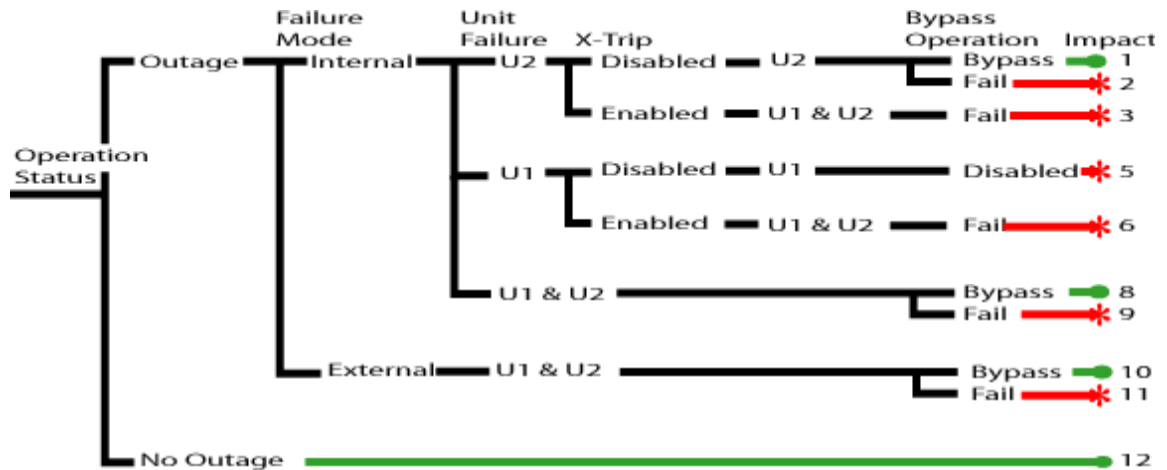 Failure Mode Unit Failure X-Trip Bypass Operation Impact
Outage Internal U2 Disabled U2 Bypass 1
Fail 2
Enabled U1 & U2 Fail 3
Operation Status
U1 Disabled U1 Disabled 5
Enabled U1 & U2 Fail 6
U1 & U2 Bypass 8
Fail 9
External U1 & U2 Bypass 10
Fail 11
No Outage 12